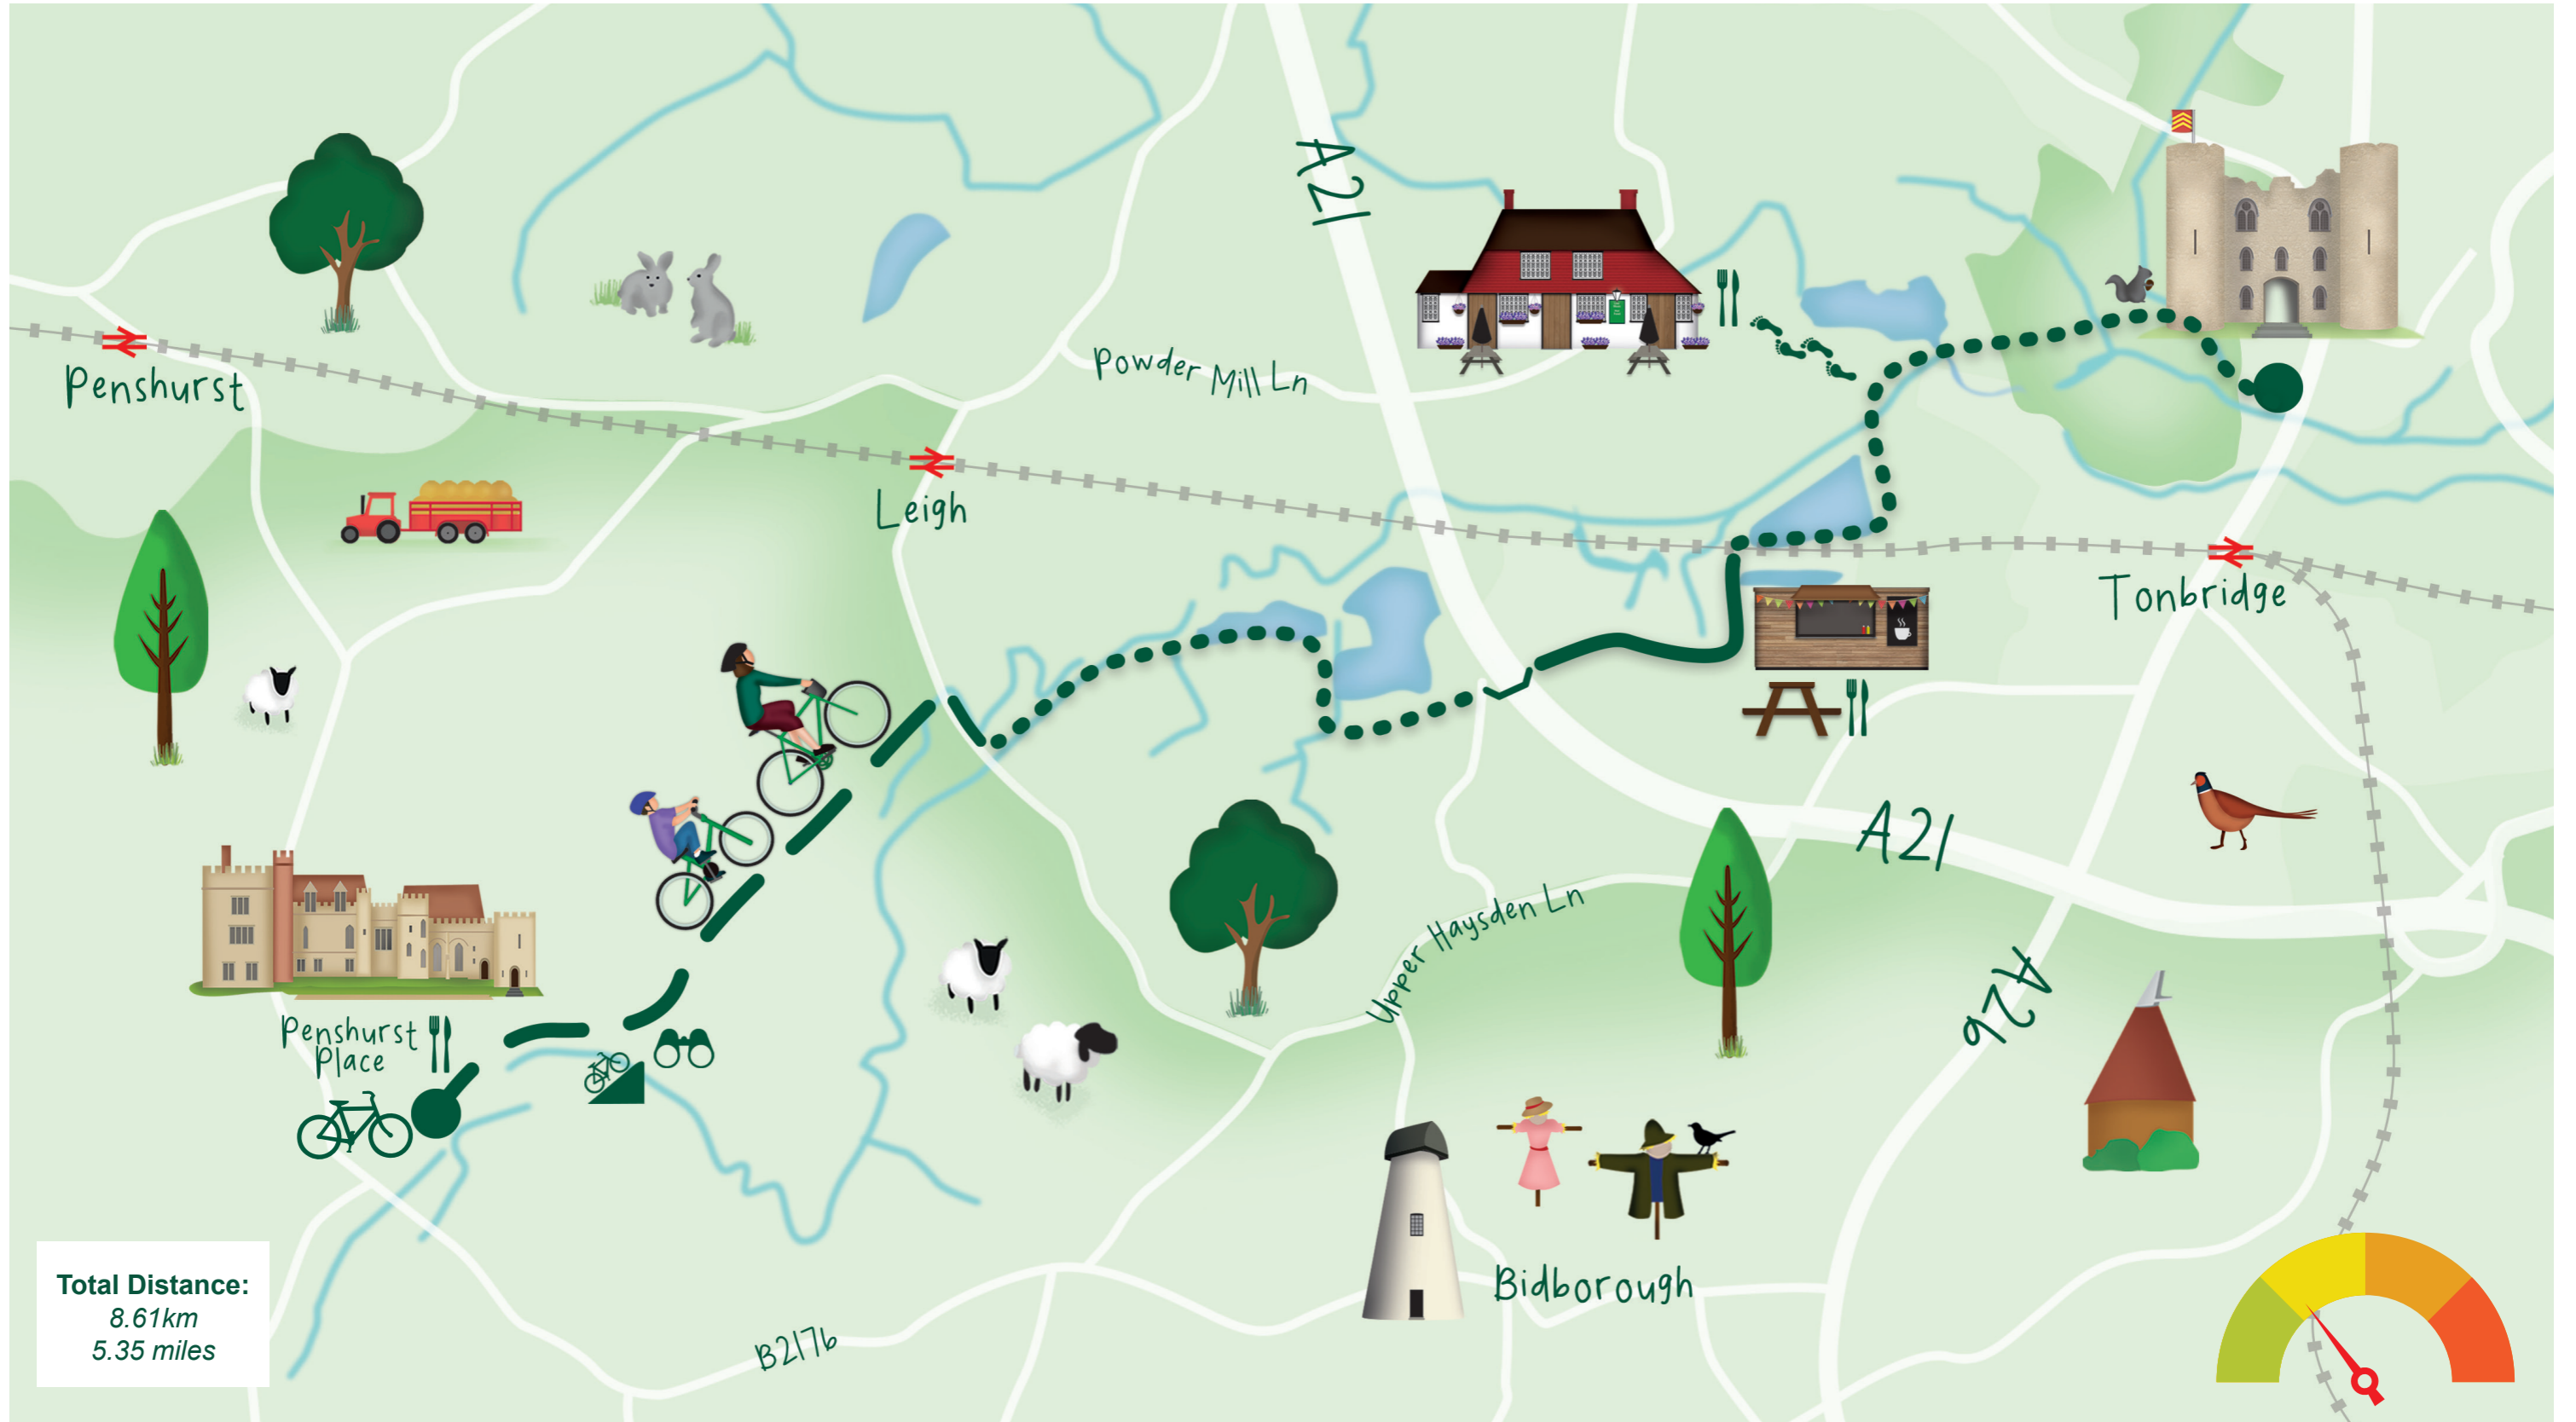 A21
Powder Mill Ln
Penshurst
Leigh
Tonbridge
A21
Upper Haysden Ln
A26
Penshurst
Place
Bidborough
B2176
Total Distance:
8.61km
5.35 miles